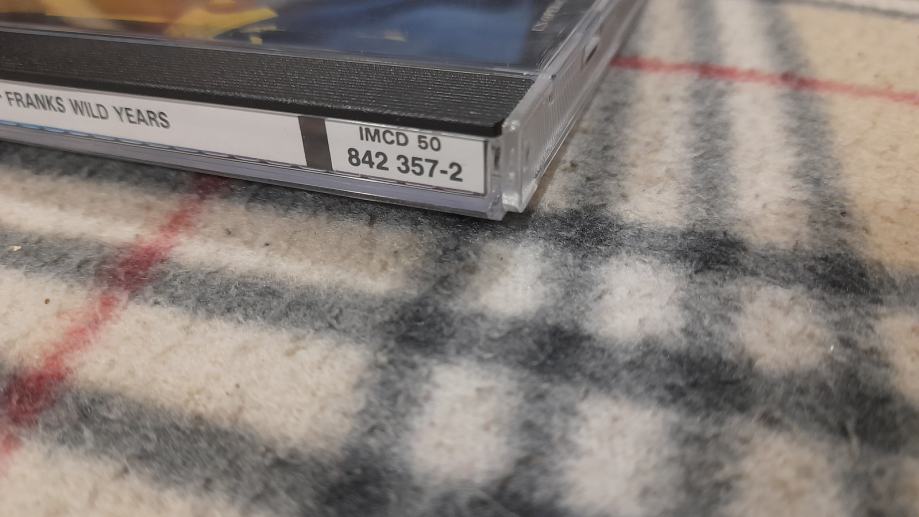 FRANKS WILD YEARS
IMCD 50
842 357-2